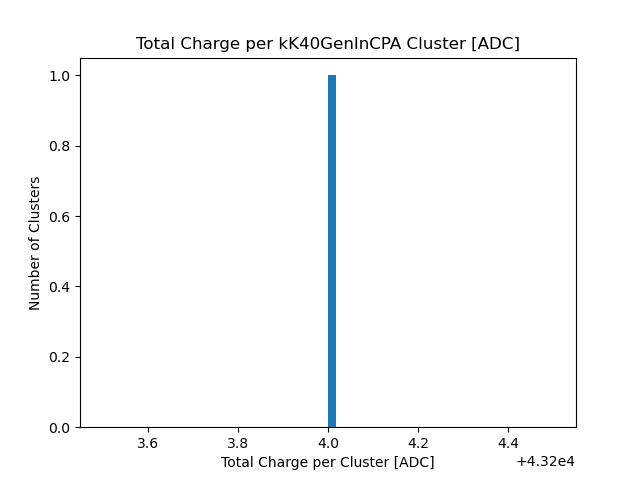 Total Charge per kK40GenInCPA Cluster [ADC]
Number of Clusters
1.0
0.8
0.6
0.4
0.2
0.0
3.6 3.8 4.0 4.2 4.4
Total Charge per Cluster [ADC]
+4.32e4